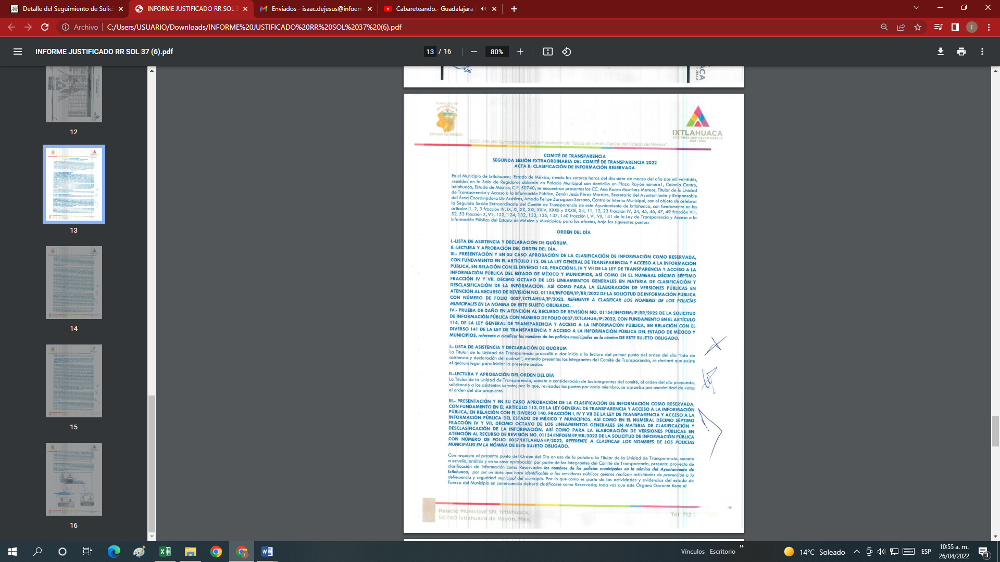 Detalle del Seguimiento de Solici
INFORME JUSTIFICADO RR SOL 3
Enviados - isaac.dejesus@infoem
Cabareteando.- Guadalajara
Archivo
C:/Users/USUARIO/Downloads/INFORME%20JUSTIFICADO%20RR%20SOL%2037%20(6).pdf
I
INFORME JUSTIFICADO RR SOL 37 (6).pdf
13 / 16
80%
12
13
14
15
16
MUNICIPIO DE
IXTLAHUACA
ESTADO DE MÉXICO
IXTLAHUACA
ACCIONES QUE DEJAN HUELLA
2022 - 2024
"2022. Año del Quincentenario de la Fundación de Toluca de Lerdo, Capital del Estado de México".
COMITÉ DE TRANSPARENCIA
SEGUNDA SESIÓN EXTRAORDINARIA DEL COMITÉ DE TRANSPARENCIA 2022
ACTA II: CLASIFICACIÓN DE INFORMACIÓN RESERVADA
En el Municipio de Ixtlahuaca; Estado de México, siendo las catorce horas del día siete de marzo del año dos mil veintidós,
reunidos en la Sala de Regidores ubicada en Palacio Municipal con domicilio en Plaza Rayón número1, Colonia Centro,
Ixtlahuaca; Estado de México, C.P. 50740; se encuentran presentes los CC. Ana Karen Martínez Mateos, Titular de la Unidad
de Transparencia y Acceso a la Información Pública, Zenón Jesús Pérez Morales, Secretario del Ayuntamiento y Responsable
del Área Coordinadora De Archivos, Amado Felipe Zaragoza Serrano, Contralor Interno Municipal, con el objeto de celebrar
la Segunda Sesión Extraordinaria del Comité de Transparencia de este Ayuntamiento de Ixtlahuaca, con fundamento en los
artículos 1, 2, 3 fracción IV, IX, XI, XX, XXI, XXIV, XXXII y XXXIII, XLI, 11, 12, 23 fracción IV, 24, 45, 46, 47, 49 fracción VIII,
52, 53 fracción X, 91, 122, 124, 132, 133, 135, 137, 140 fracción I, VI, VII, 141 de la Ley de Transparencia y Acceso a la
Información Pública del Estado de México y Municipios; para los efectos, bajo los siguientes puntos:
ORDEN DEL DÍA
I.-LISTA DE ASISTENCIA Y DECLARACIÓN DE QUÓRUM.
II.-LECTURA Y APROBACIÓN DEL ORDEN DEL DÍA.
III.- PRESENTACIÓN Y EN SU CASO APROBACIÓN DE LA CLASIFICACIÓN DE INFORMACIÓN COMO RESERVADA,
CON FUNDAMENTO EN EL ARTÍCULO 113, DE LA LEY GENERAL DE TRANSPARENCIA Y ACCESO A LA INFORMACIÓN
PÚBLICA, EN RELACIÓN CON EL DIVERSO 140, FRACCIÓN I, IV Y VII DE LA LEY DE TRANSPARENCIA Y ACCESO A LA
INFORMACIÓN PÚBLICA DEL ESTADO DE MÉXICO Y MUNICIPIOS, ASÍ COMO EN EL NUMERAL DÉCIMO SÉPTIMO
FRACCIÓN IV Y VII, DÉCIMO OCTAVO DE LOS LINEAMIENTOS GENERALES EN MATERIA DE CLASIFICACIÓN Y
DESCLASIFICACIÓN DE LA INFORMACIÓN, ASÍ COMO PARA LA ELABORACIÓN DE VERSIONES PÚBLICAS EN
ATENCIÓN AL RECURSO DE REVISIÓN NO. 01154/INFOEM/IP/RR/2022 DE LA SOLICITUD DE INFORMACIÓN PÚBLICA
CON NÚMERO DE FOLIO 0037/IXTLAHUA/IP/2022, REFERENTE A CLASIFICAR LOS NOMBRES DE LOS POLICÍAS
MUNICIPALES EN LA NÓMINA DE ESTE SUJETO OBLIGADO.
IV.- PRUEBA DE DAÑO EN ATENCIÓN AL RECURSO DE REVISIÓN NO. 01154/INFOEM/IP/RR/2022 DE LA SOLICITUD
DE INFORMACIÓN PÚBLICA CON NÚMERO DE FOLIO 0037/IXTLAHUA/IP/2022, CON FUNDAMENTO EN EL ARTÍCULO
114, DE LA LEY GENERAL DE TRANSPARENCIA Y ACCESO A LA INFORMACIÓN PÚBLICA, EN RELACIÓN CON EL
DIVERSO 141 DE LA LEY DE TRANSPARENCIA Y ACCESO A LA INFORMACIÓN PÚBLICA DEL ESTADO DE MÉXICO Y
MUNICIPIOS, referente a clasificar los nombres de los policías municipales en la nómina DE ESTE SUJETO OBLIGADO.
I.- LISTA DE ASISTENCIA Y DECLARACIÓN DE QUÓRUM
La Titular de la Unidad de Transparencia procedió a dar inicio a la lectura del primer punto del orden del día "lista de
asistencia y declaración del quórum", estando presentes los integrantes del Comité de Transparencia, se declaró que existe
el quórum legal para iniciar la presente sesión.
II.-LECTURA Y APROBACIÓN DEL ORDEN DEL DÍA
La Titular de la Unidad de Transparencia, somete a consideración de los integrantes del comité, el orden del día propuesto,
solicitando a los asistentes su voto; por lo que, revisados los puntos por cada miembro, se aprueba por unanimidad de votos
el orden del día propuesto.
III.- PRESENTACIÓN Y EN SU CASO APROBACIÓN DE LA CLASIFICACIÓN DE INFORMACIÓN COMO RESERVADA,
CON FUNDAMENTO EN EL ARTÍCULO 113, DE LA LEY GENERAL DE TRANSPARENCIA Y ACCESO A LA INFORMACIÓN
PÚBLICA, EN RELACIÓN CON EL DIVERSO 140, FRACCIÓN I, IV Y VII DE LA LEY DE TRANSPARENCIA Y ACCESO A LA
INFORMACIÓN PÚBLICA DEL ESTADO DE MÉXICO Y MUNICIPIOS, ASÍ COMO EN EL NUMERAL DÉCIMO SÉPTIMO
FRACCIÓN IV Y VII, DÉCIMO OCTAVO DE LOS LINEAMIENTOS GENERALES EN MATERIA DE CLASIFICACIÓN Y
DESCLASIFICACIÓN DE LA INFORMACIÓN, ASÍ COMO PARA LA ELABORACIÓN DE VERSIONES PÚBLICAS EN
ATENCIÓN AL RECURSO DE REVISIÓN NO. 01154/INFOEM/IP/RR/2022 DE LA SOLICITUD DE INFORMACIÓN PÚBLICA
CON NÚMERO DE FOLIO 0037/IXTLAHUA/IP/2022, REFERENTE A CLASIFICAR LOS NOMBRES DE LOS POLICÍAS
MUNICIPALES EN LA NÓMINA DE ESTE SUJETO OBLIGADO.
Con respecto al presente punto del Orden del Día en uso de la palabra la Titular de la Unidad de Transparencia, somete
a estudio, análisis y en su caso aprobación por parte de los integrantes del Comité de Transparencia, presenta proyecto de
clasificación de información como Reservada: los nombres de los policías municipales en la nómina del Ayuntamiento de
Ixtlahuaca, por ser un dato que hace identificable a los servidores públicos quienes realizan actividades de prevención a la
delincuencia y seguridad municipal del municipio. Por lo que como es parte de las actividades y evidencias del estado de
Fuerza del Municipio en consecuencia deberá clasificarse como Reservada; toda vez que este Órgano Garante tiene el
Palacio Municipal SN, Ixtlahuaca,
50740 Ixtlahuaca de Rayón, Méx.
Tel: 712
Vínculos
Escritorio
14°C Soleado
ESP
10:55 a. m.
26/04/2022
3